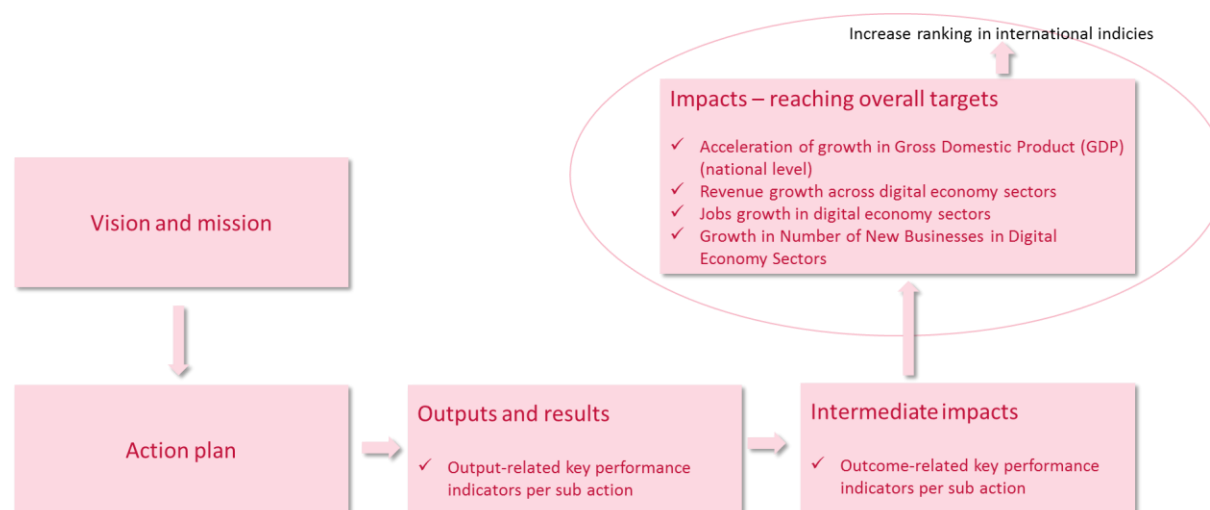 Increase ranking in international indicies
Impacts – reaching overall targets
✓ Acceleration of growth in Gross Domestic Product (GDP)
(national level)
✓ Revenue growth across digital economy sectors
✓ Jobs growth in digital economy sectors
✓ Growth in Number of New Businesses in Digital
Economy Sectors
Vision and mission
Action plan
Outputs and results
✓ Output-related key performance
indicators per sub action
Intermediate impacts
✓ Outcome-related key performance
indicators per sub action